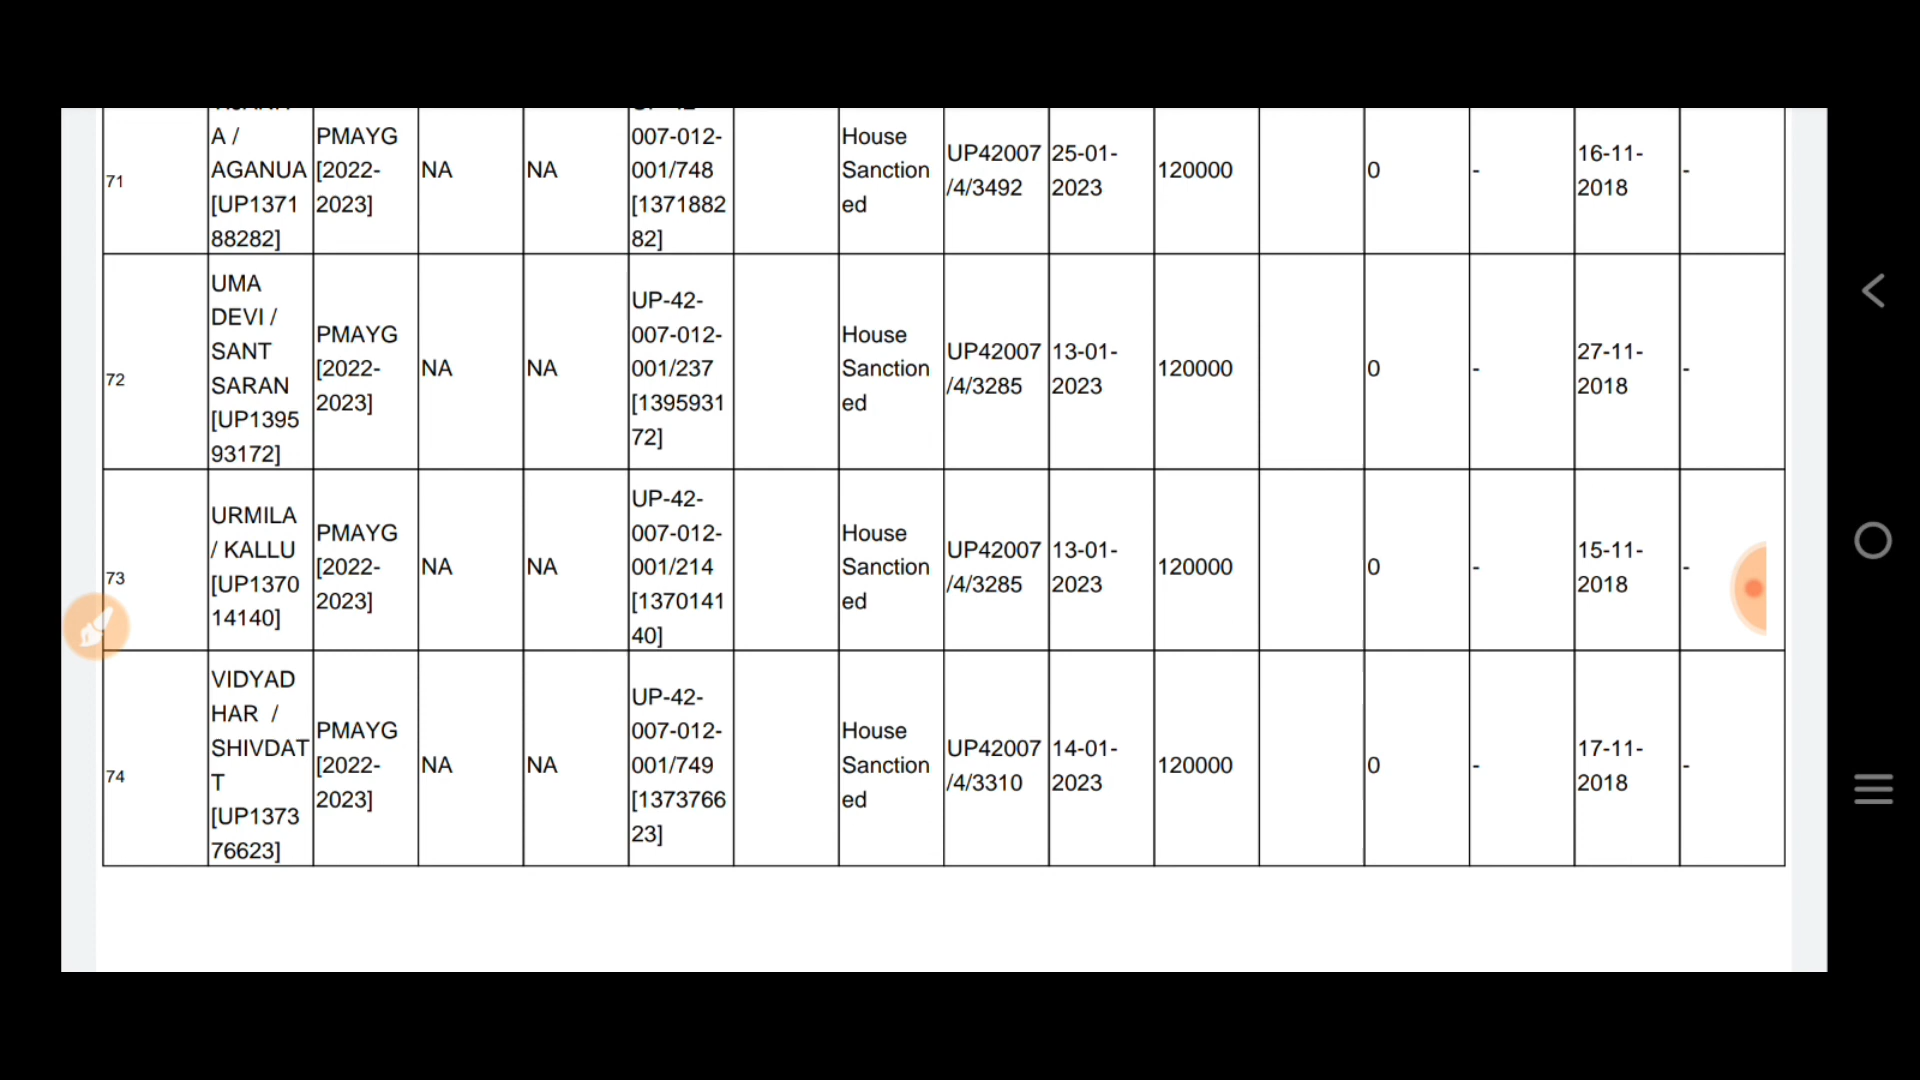 71
A /
AGANUA
[UP1371
88282]
PMAYG
[2022-
2023]
NA
NA
007-012-
001/748
[1371882
82]
House
Sanction
ed
UP42007
/4/3492
25-01-
2023
120000
0
-
16-11-
2018
-
72
UMA
DEVI /
SANT
SARAN
[UP1395
93172]
PMAYG
[2022-
2023]
NA
NA
UP-42-
007-012-
001/237
[1395931
72]
House
Sanction
ed
UP42007
/4/3285
13-01-
2023
120000
0
-
27-11-
2018
-
73
URMILA
/ KALLU
[UP1370
14140]
PMAYG
[2022-
2023]
NA
NA
UP-42-
007-012-
001/214
[1370141
40]
House
Sanction
ed
UP42007
/4/3285
13-01-
2023
120000
0
-
15-11-
2018
-
74
VIDYAD
HAR /
SHIVDAT
T
[UP1373
76623]
PMAYG
[2022-
2023]
NA
NA
UP-42-
007-012-
001/749
[1373766
23]
House
Sanction
ed
UP42007
/4/3310
14-01-
2023
120000
0
-
17-11-
2018
-